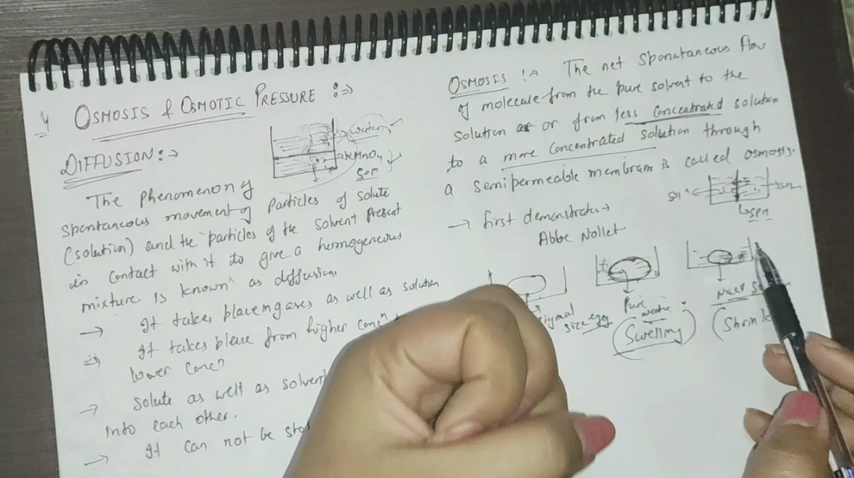 OSMOSIS & OSMOTIC PRESSURE :→
DIFFUSION :→
water
KMnO4
Soln
The Phenomenon of
spontaneous movement of Particles of solute
(solution) and the particles of the solvent Present
in contact with it to give a homogeneous
mixture is known as diffusion.
→ It takes place in gases as well as solution
⇒ It takes place from higher concn
lower concn
→ Solute as well as solvent
into each other.
→ It can not be
OSMOSIS :→ The net spontaneous flow
of molecule from the pure solvent to the
solution or from less concentrated solution
to a more concentrated solution through
a semipermeable membrane is called osmosis.
SPM
→ first demonstrates →
Abbe Nollet
size egg
Pure
water
(Swelling)